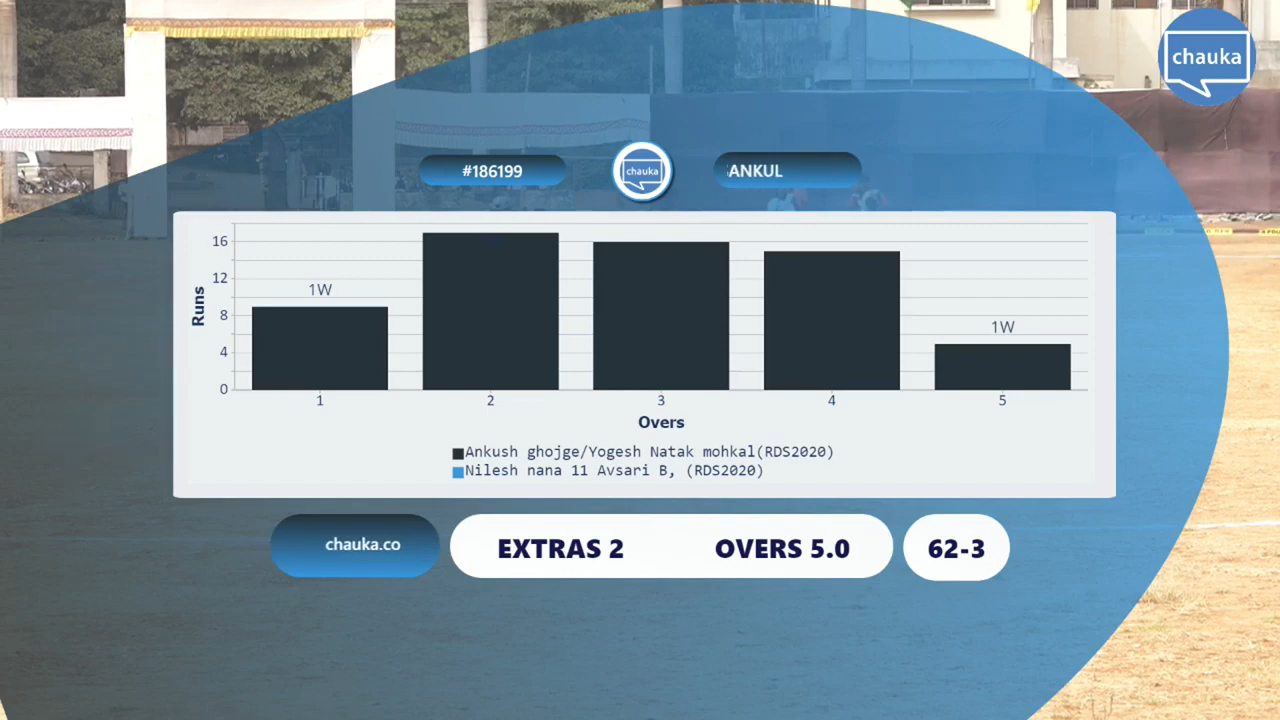 chauka
#186199
chauka
ANKUL
16
12
8
4
0
Runs
1W
1W
1
2
3
4
5
Overs
Ankush ghojge/Yogesh Natak mohkal(RDS2020)
Nilesh nana 11 Avsari B, (RDS2020)
chauka.co
EXTRAS 2
OVERS 5.0
62-3